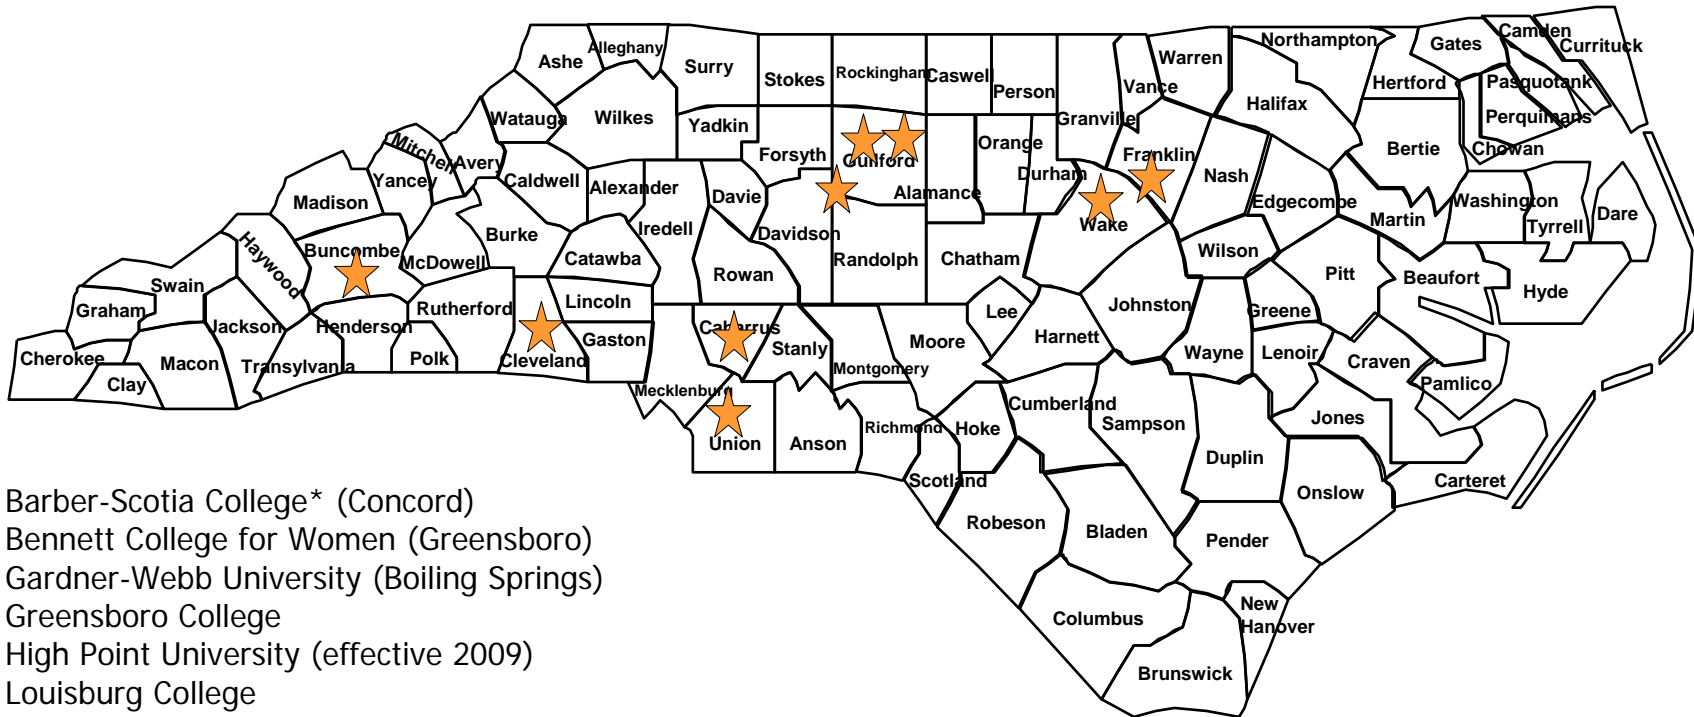 Ashe
Alleghany
Surry
Stokes
Rockingham
Caswell
Person
Granville
Vance
Warren
Northampton
Gates
Camden
Currituck
Hertford
Pasquotank
Perquimans
Chowan
Halifax
Bertie
Watauga
Wilkes
Yadkin
Forsyth
Guilford
Alamance
Orange
Durham
Franklin
Nash
Edgecombe
Martin
Washington
Tyrrell
Dare
Mitchell
Avery
Yancey
Madison
Caldwell
Alexander
Davie
Iredell
Davidson
Randolph
Chatham
Wake
Wilson
Pitt
Beaufort
Hyde
Haywood
Buncombe
McDowell
Burke
Catawba
Rowan
Swain
Graham
Jackson
Henderson
Rutherford
Lincoln
Lee
Johnston
Greene
Cherokee
Clay
Macon
Transylvania
Polk
Cleveland
Gaston
Cabarrus
Stanly
Montgomery
Moore
Harnett
Wayne
Lenoir
Craven
Pamlico
Mecklenburg
Union
Anson
Richmond
Hoke
Cumberland
Sampson
Duplin
Jones
Onslow
Carteret
Scotland
Robeson
Bladen
Pender
Columbus
New
Hanover
Brunswick
Barber-Scotia College* (Concord)
Bennett College for Women (Greensboro)
Gardner-Webb University (Boiling Springs)
Greensboro College
High Point University (effective 2009)
Louisburg College